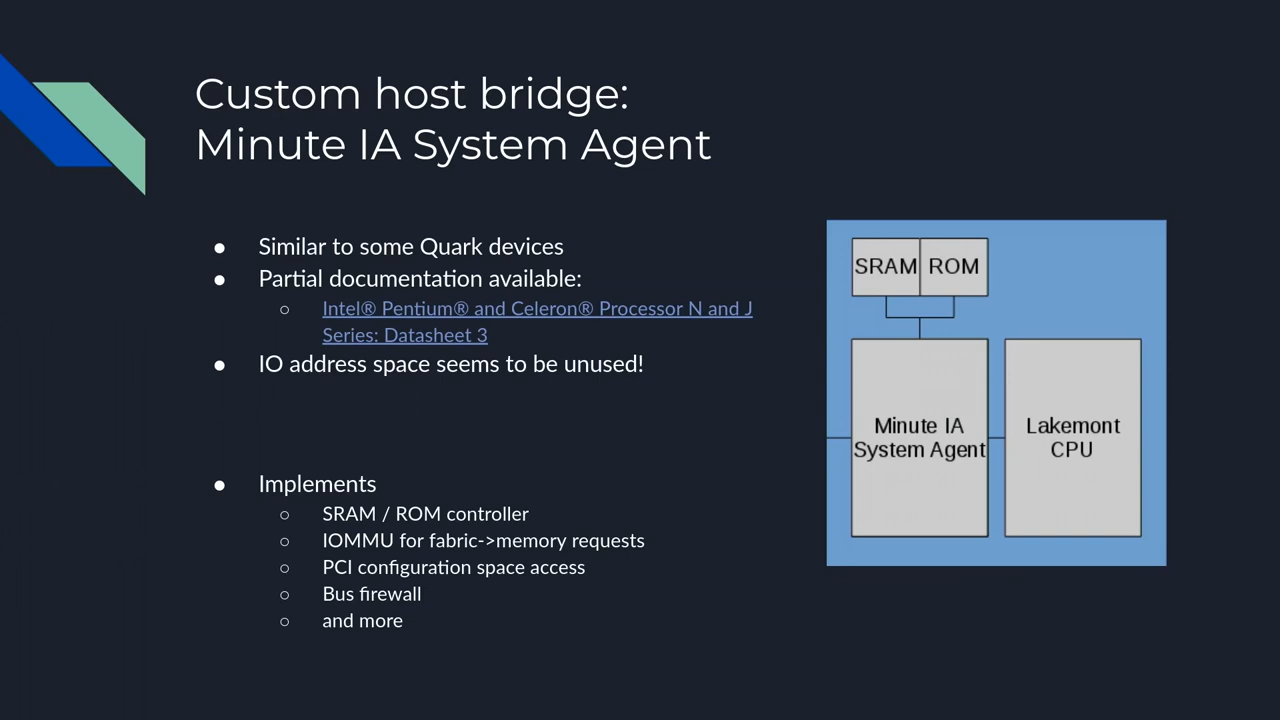 Custom host bridge:
Minute IA System Agent
● Similar to some Quark devices
● Partial documentation available:
○ Intel® Pentium® and Celeron® Processor N and J
Series: Datasheet 3
● IO address space seems to be unused!
● Implements
○ SRAM / ROM controller
○ IOMMU for fabric->memory requests
○ PCI configuration space access
○ Bus firewall
○ and more
SRAM ROM
Minute IA
System Agent
Lakemont
CPU